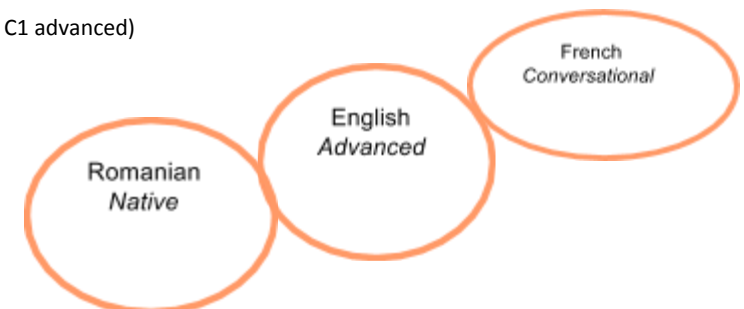 C1 advanced)
French
Conversational
English
Advanced
Romanian
Native